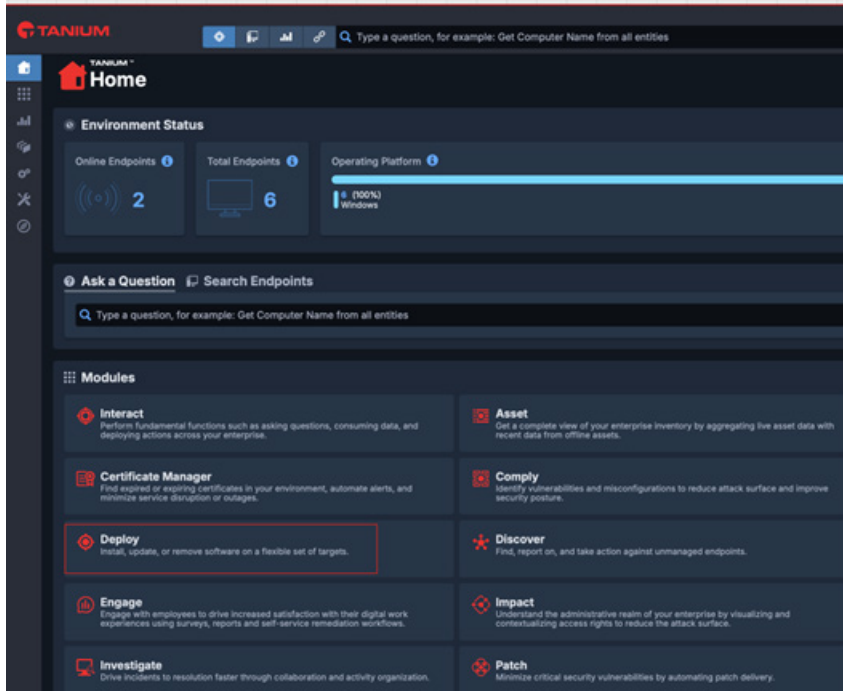 TANIUM
Type a question, for example: Get Computer Name from all entities
TANIUM™
Home
Environment Status
Online Endpoints
2
Total Endpoints
6
Operating Platform
6 (100%)
Windows
Ask a Question
Search Endpoints
Type a question, for example: Get Computer Name from all entities
Modules
Interact
Perform fundamental functions such as asking questions, consuming data, and
deploying actions across your enterprise.
Asset
Get a complete view of your enterprise inventory by aggregating live asset data with
recent data from offline assets.
Certificate Manager
Find expired or expiring certificates in your environment, automate alerts, and
minimize service disruption or outages.
Comply
Identify vulnerabilities and misconfigurations to reduce attack surface and improve
security posture.
Deploy
Install, update, or remove software on a flexible set of targets.
Discover
Find, report on, and take action against unmanaged endpoints.
Engage
Engage with employees to drive increased satisfaction with their digital work
experiences using surveys, reports and self-service remediation workflows.
Impact
Understand the administrative realm of your enterprise by visualizing and
contextualizing access rights to reduce the attack surface.
Investigate
Drive incidents to resolution faster through collaboration and activity organization.
Patch
Minimize critical security vulnerabilities by automating patch delivery.